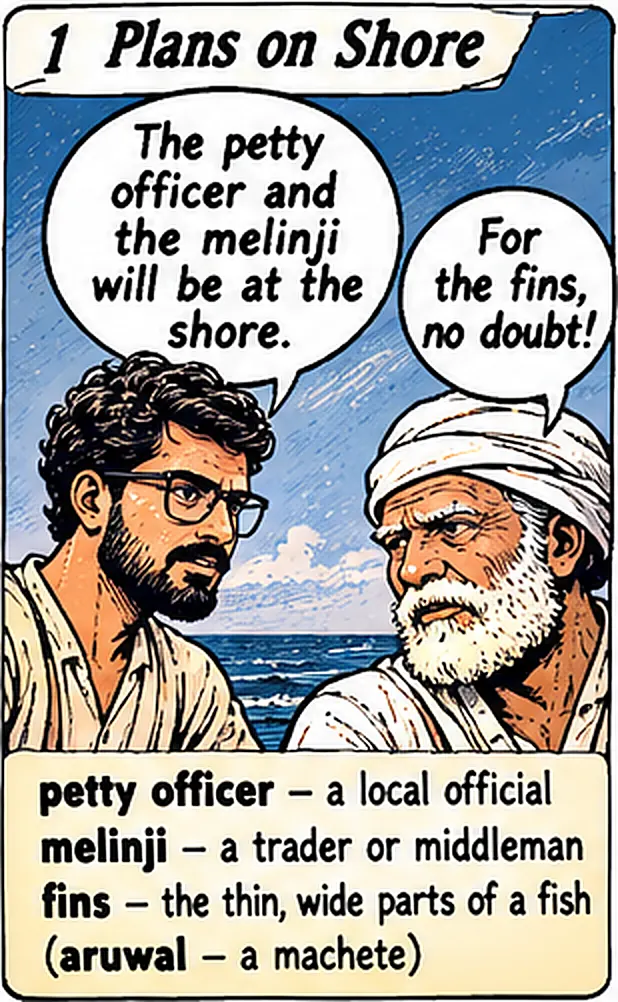 1 Plans on Shore
The petty
officer and
the melinji
will be at the
shore.
For
the fins,
no doubt!
petty officer – a local official
melinji – a trader or middleman
fins – the thin, wide parts of a fish
(aruwal – a machete)